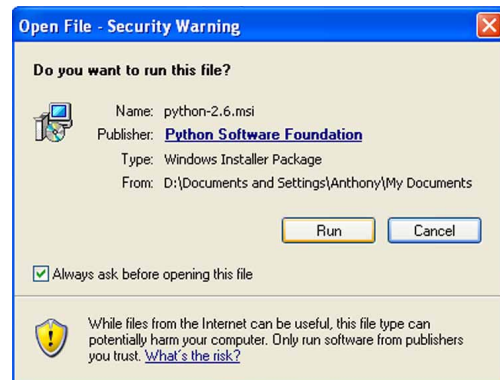 Open File - Security Warning
Do you want to run this file?
Name: python-2.6.msi
Publisher: Python Software Foundation
Type: Windows Installer Package
From: D:\Documents and Settings\Anthony\My Documents
Run Cancel
Always ask before opening this file
While files from the Internet can be useful, this file type can
potentially harm your computer. Only run software from publishers
you trust. What's the risk?